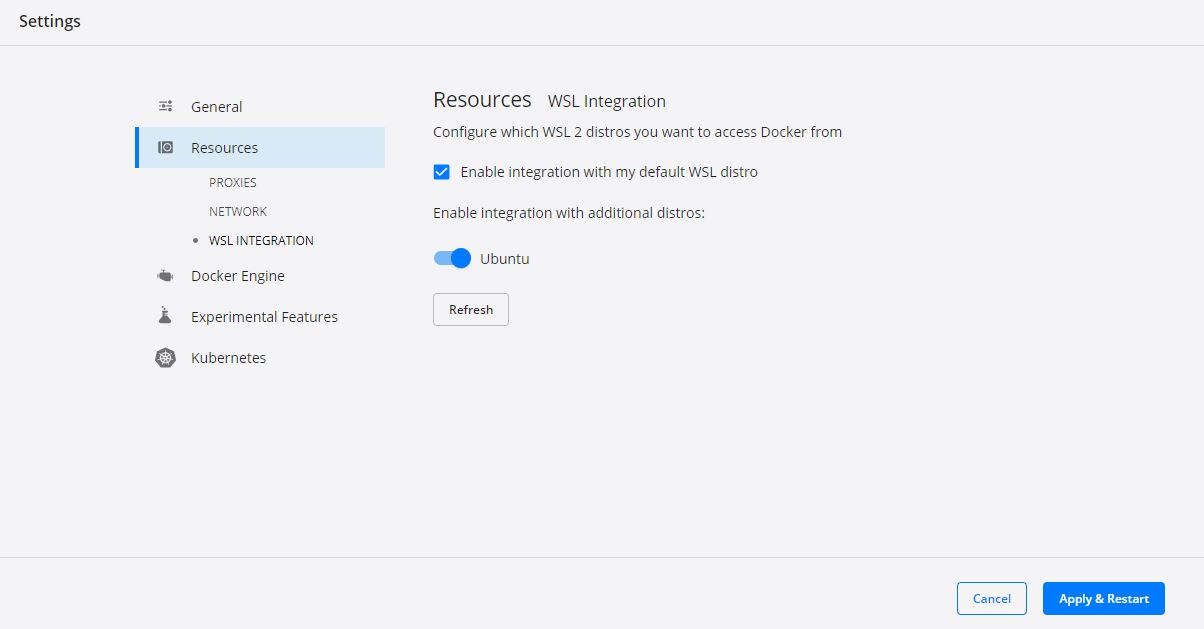 Settings
General
Resources
PROXIES
NETWORK
WSL INTEGRATION
Docker Engine
Experimental Features
Kubernetes
Resources WSL Integration
Configure which WSL 2 distros you want to access Docker from
Enable integration with my default WSL distro
Enable integration with additional distros:
Ubuntu
Refresh
Cancel
Apply & Restart